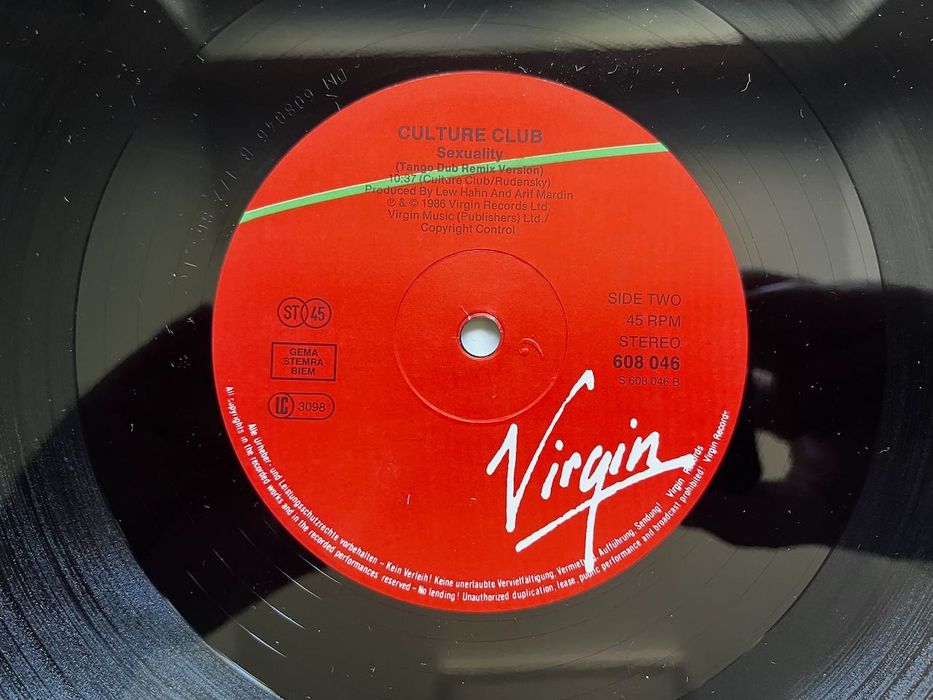 CULTURE CLUB
Sexuality
(Tango Dub Remix Version)
10:37 (Culture Club/Rudensky)
Produced By Lew Hahn And Arif Mardin
℗ & © 1986 Virgin Records Ltd.
Virgin Music (Publishers) Ltd./
Copyright Control
ST 45
GEMA
STEMRA
BIEM
LC 3098
SIDE TWO
45 RPM
STEREO
608 046
S 608 046 B
Virgin
Alle Urheber- und Leistungsschutzrechte vorbehalten – Kein Verleih! Keine unerlaubte Vervielfältigung, Vermietung, Aufführung, Sendung! Virgin Records
All copyrights in the recorded works and in the recorded performances reserved – No lending! Unauthorized duplication, lease, public performance and broadcast prohibited! Virgin Records